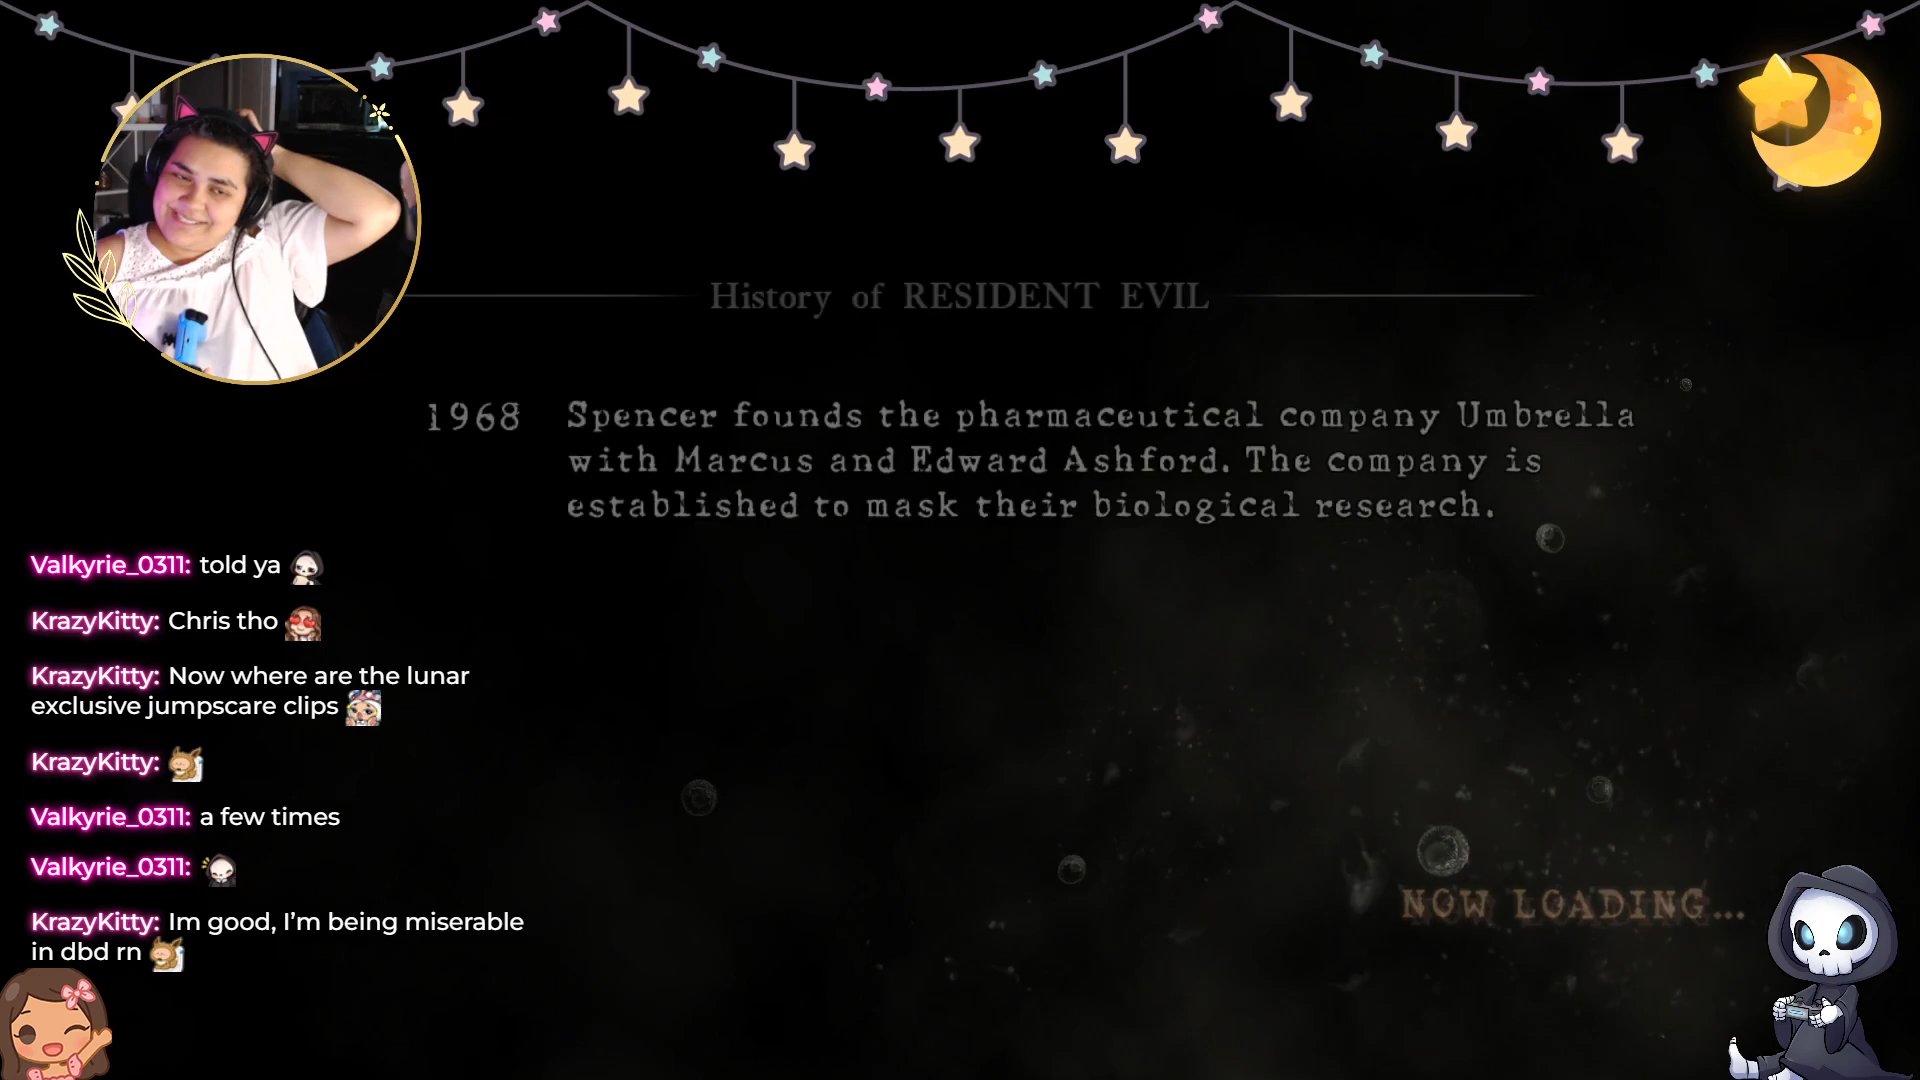 History of RESIDENT EVIL
1968 Spencer founds the pharmaceutical company Umbrella
with Marcus and Edward Ashford. The company is
established to mask their biological research.
Valkyrie_0311: told ya
KrazyKitty: Chris tho
KrazyKitty: Now where are the lunar
exclusive jumpscare clips
KrazyKitty:
Valkyrie_0311: a few times
Valkyrie_0311:
KrazyKitty: Im good, I’m being miserable
in dbd rn
NOW LOADING...